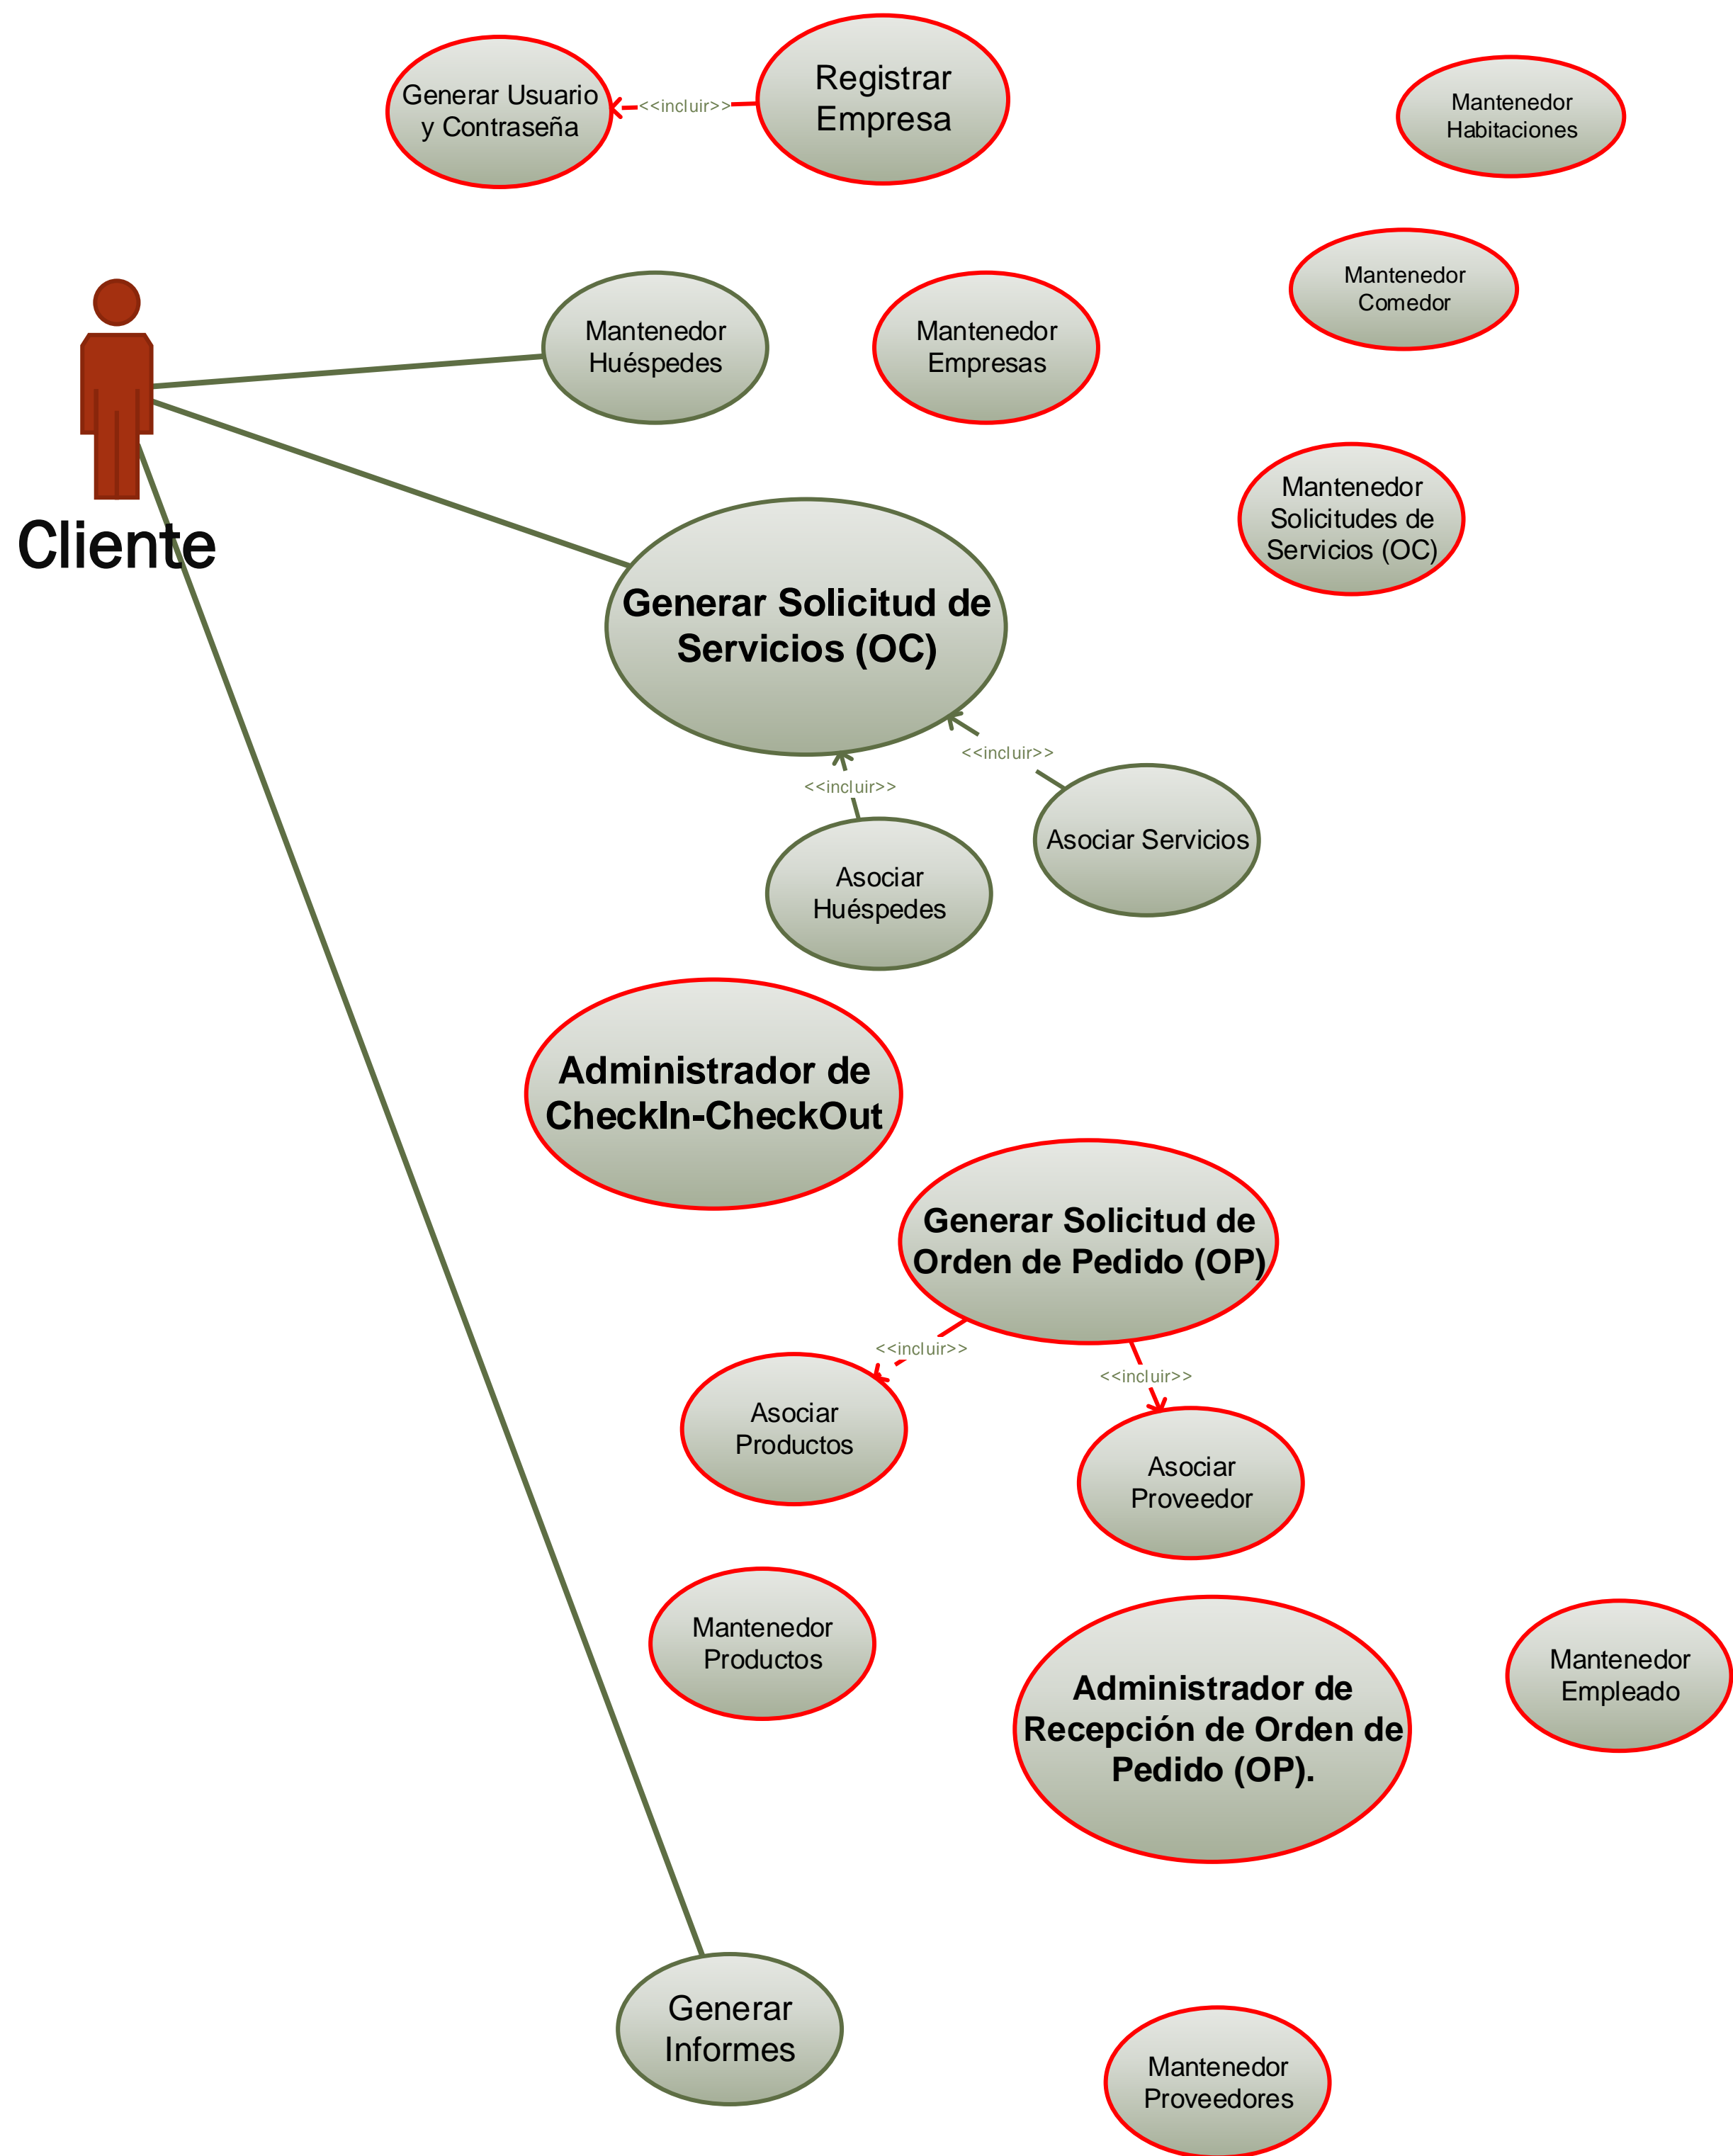 Generar Usuario
y Contraseña
<<incluir>>
Registrar
Empresa
Mantenedor
Habitaciones
Mantenedor
Comedor
Mantenedor
Huéspedes
Mantenedor
Empresas
Cliente
Mantenedor
Solicitudes de
Servicios (OC)
Generar Solicitud de
Servicios (OC)
<<incluir>>
<<incluir>>
Asociar Servicios
Asociar
Huéspedes
Administrador de
CheckIn-CheckOut
Generar Solicitud de
Orden de Pedido (OP)
<<incluir>>
<<incluir>>
Asociar
Productos
Asociar
Proveedor
Mantenedor
Productos
Administrador de
Recepción de Orden de
Pedido (OP).
Mantenedor
Empleado
Generar
Informes
Mantenedor
Proveedores